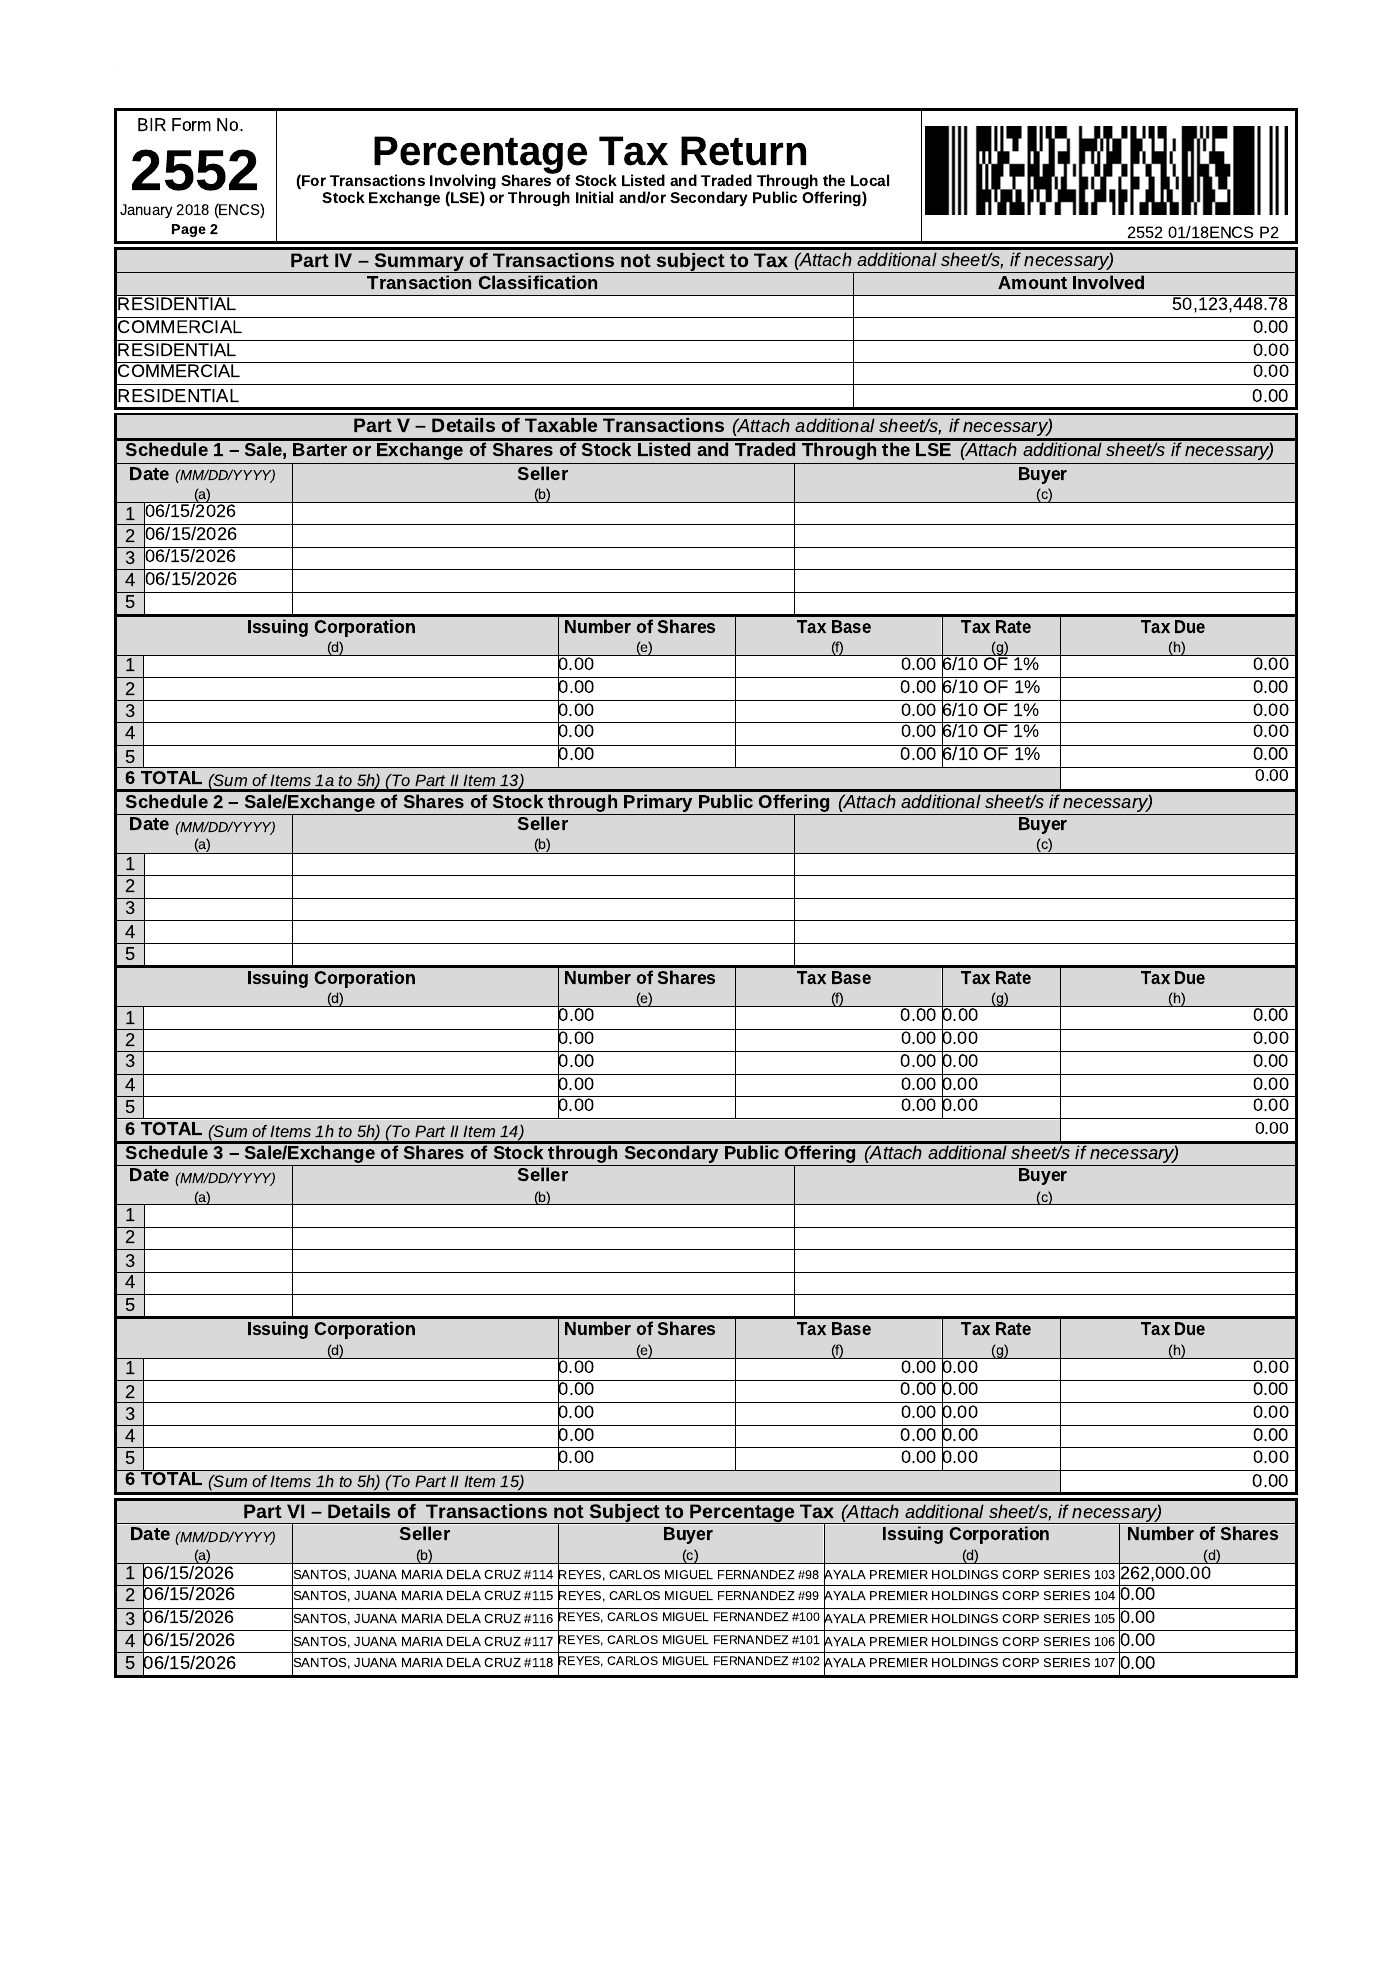 BIR Form No.
2552
January 2018 (ENCS)
Page 2
Percentage Tax Return
(For Transactions Involving Shares of Stock Listed and Traded Through the Local
Stock Exchange (LSE) or Through Initial and/or Secondary Public Offering)
2552 01/18ENCS P2
Part IV – Summary of Transactions not subject to Tax (Attach additional sheet/s, if necessary)
Transaction Classification Amount Involved
RESIDENTIAL 50,123,448.78
COMMERCIAL 0.00
RESIDENTIAL 0.00
COMMERCIAL 0.00
RESIDENTIAL 0.00
Part V – Details of Taxable Transactions (Attach additional sheet/s, if necessary)
Schedule 1 – Sale, Barter or Exchange of Shares of Stock Listed and Traded Through the LSE (Attach additional sheet/s if necessary)
Date (MM/DD/YYYY) Seller Buyer
(a) (b) (c)
1 06/15/2026
2 06/15/2026
3 06/15/2026
4 06/15/2026
5
Issuing Corporation Number of Shares Tax Base Tax Rate Tax Due
(d) (e) (f) (g) (h)
1 0.00 0.00 6/10 OF 1% 0.00
2 0.00 0.00 6/10 OF 1% 0.00
3 0.00 0.00 6/10 OF 1% 0.00
4 0.00 0.00 6/10 OF 1% 0.00
5 0.00 0.00 6/10 OF 1% 0.00
6 TOTAL (Sum of Items 1a to 5h) (To Part II Item 13) 0.00
Schedule 2 – Sale/Exchange of Shares of Stock through Primary Public Offering (Attach additional sheet/s if necessary)
Date (MM/DD/YYYY) Seller Buyer
(a) (b) (c)
1
2
3
4
5
Issuing Corporation Number of Shares Tax Base Tax Rate Tax Due
(d) (e) (f) (g) (h)
1 0.00 0.00 0.00 0.00
2 0.00 0.00 0.00 0.00
3 0.00 0.00 0.00 0.00
4 0.00 0.00 0.00 0.00
5 0.00 0.00 0.00 0.00
6 TOTAL (Sum of Items 1h to 5h) (To Part II Item 14) 0.00
Schedule 3 – Sale/Exchange of Shares of Stock through Secondary Public Offering (Attach additional sheet/s if necessary)
Date (MM/DD/YYYY) Seller Buyer
(a) (b) (c)
1
2
3
4
5
Issuing Corporation Number of Shares Tax Base Tax Rate Tax Due
(d) (e) (f) (g) (h)
1 0.00 0.00 0.00 0.00
2 0.00 0.00 0.00 0.00
3 0.00 0.00 0.00 0.00
4 0.00 0.00 0.00 0.00
5 0.00 0.00 0.00 0.00
6 TOTAL (Sum of Items 1h to 5h) (To Part II Item 15) 0.00
Part VI – Details of Transactions not Subject to Percentage Tax (Attach additional sheet/s, if necessary)
Date (MM/DD/YYYY) Seller Buyer Issuing Corporation Number of Shares
(a) (b) (c) (d) (d)
1 06/15/2026 SANTOS, JUANA MARIA DELA CRUZ #114 REYES, CARLOS MIGUEL FERNANDEZ #98 AYALA PREMIER HOLDINGS CORP SERIES 103 262,000.00
2 06/15/2026 SANTOS, JUANA MARIA DELA CRUZ #115 REYES, CARLOS MIGUEL FERNANDEZ #99 AYALA PREMIER HOLDINGS CORP SERIES 104 0.00
3 06/15/2026 SANTOS, JUANA MARIA DELA CRUZ #116 REYES, CARLOS MIGUEL FERNANDEZ #100 AYALA PREMIER HOLDINGS CORP SERIES 105 0.00
4 06/15/2026 SANTOS, JUANA MARIA DELA CRUZ #117 REYES, CARLOS MIGUEL FERNANDEZ #101 AYALA PREMIER HOLDINGS CORP SERIES 106 0.00
5 06/15/2026 SANTOS, JUANA MARIA DELA CRUZ #118 REYES, CARLOS MIGUEL FERNANDEZ #102 AYALA PREMIER HOLDINGS CORP SERIES 107 0.00